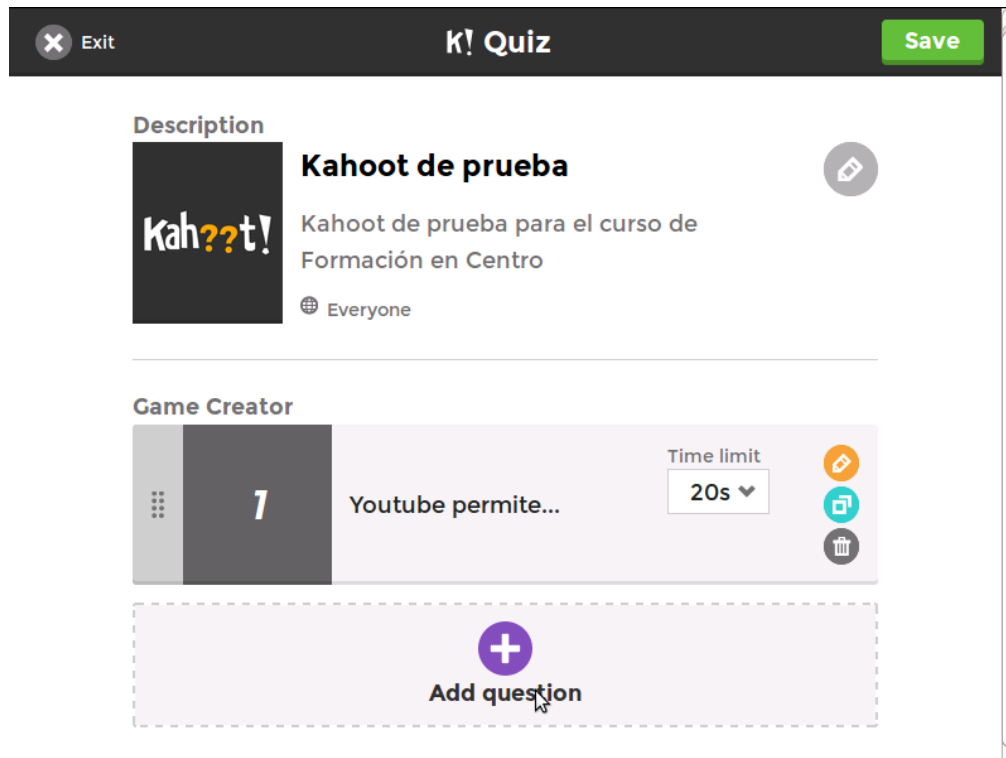 Exit
K! Quiz
Save
Description
Kah??t!
Kahoot de prueba
Kahoot de prueba para el curso de
Formación en Centro
Everyone
Game Creator
1
Youtube permite...
Time limit
20s
Add question